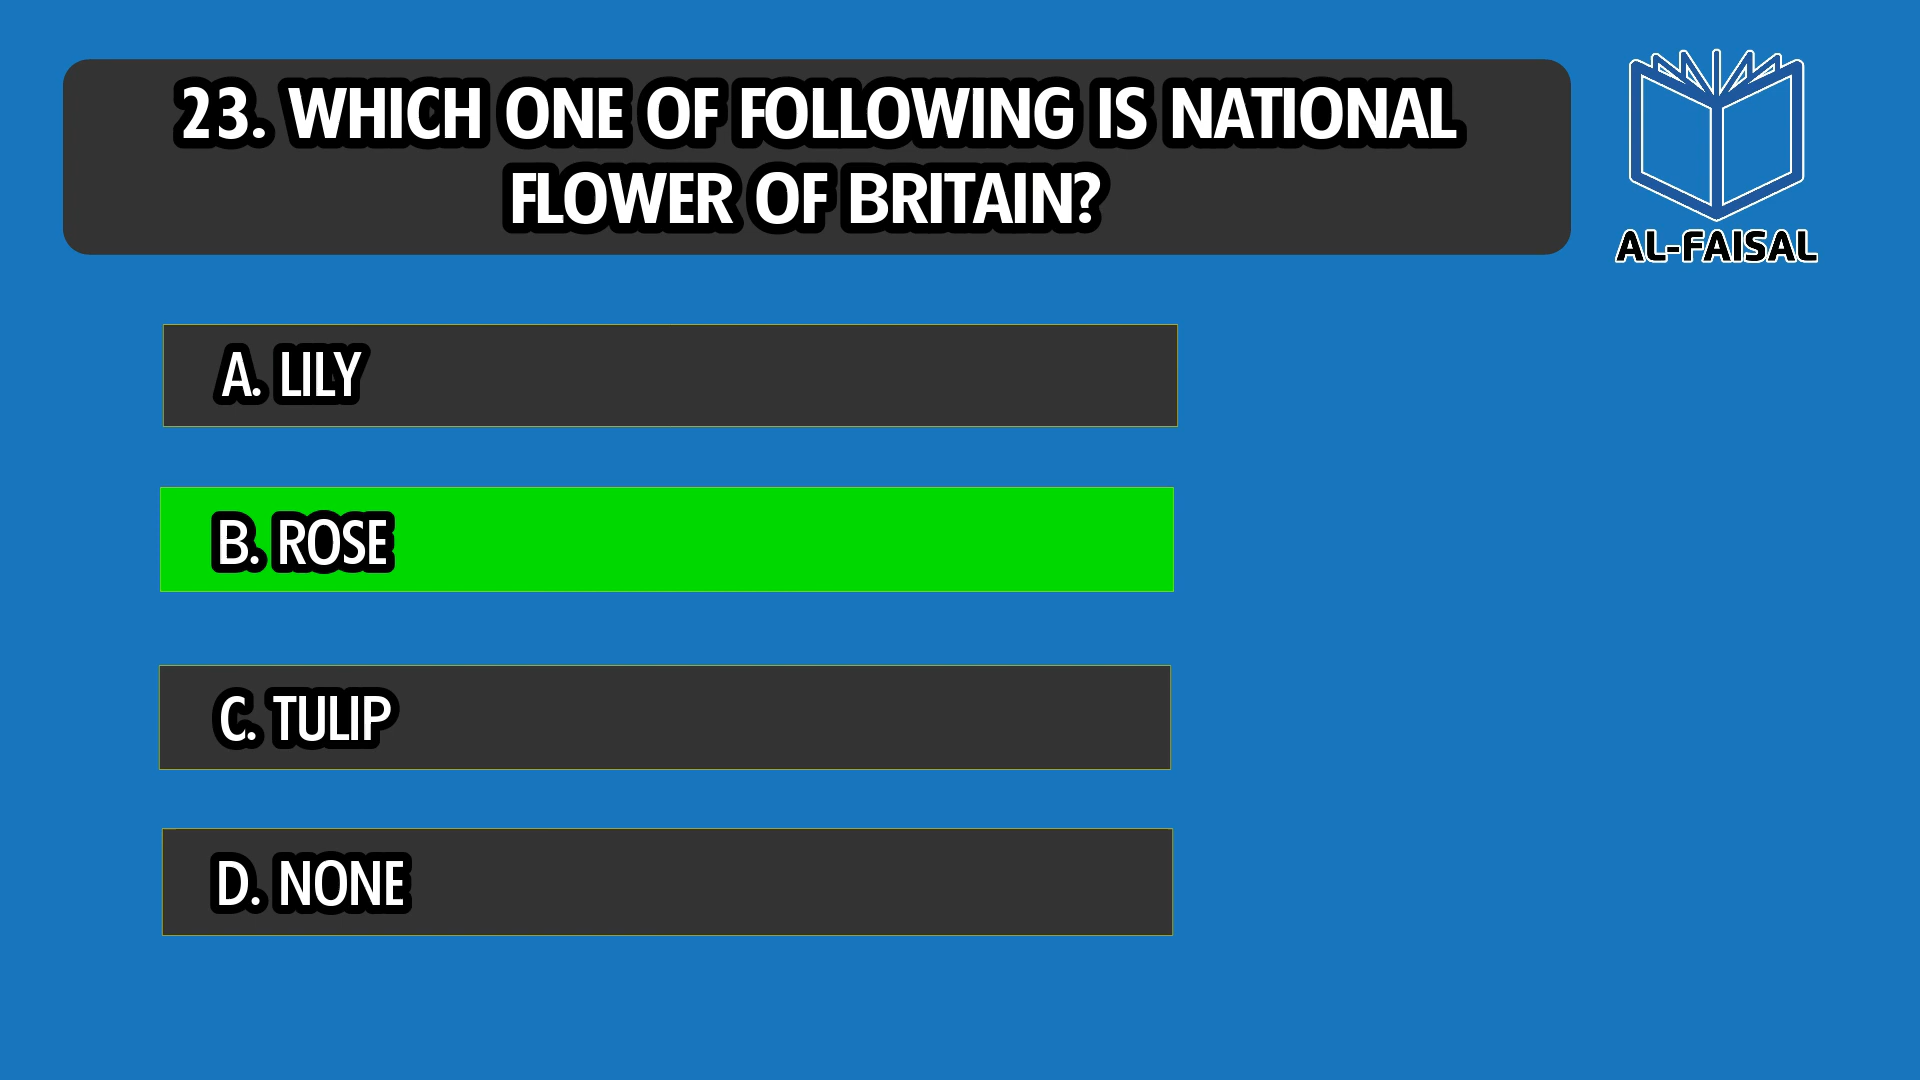 23. WHICH ONE OF FOLLOWING IS NATIONAL
FLOWER OF BRITAIN?
AL-FAISAL
A. LILY
B. ROSE
C. TULIP
D. NONE